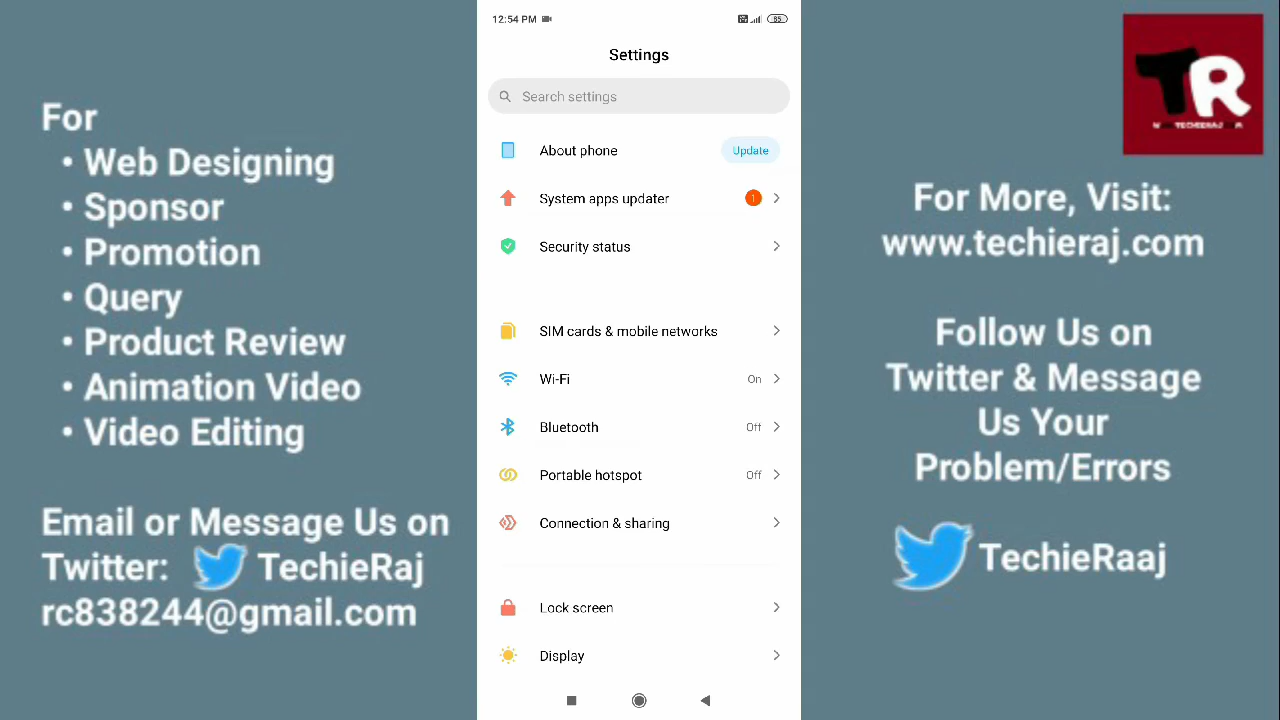 For
• Web Designing
• Sponsor
• Promotion
• Query
• Product Review
• Animation Video
• Video Editing
Email or Message Us on
Twitter: TechieRaj
rc838244@gmail.com
12:54 PM
85
Settings
Search settings
About phone Update
System apps updater 1
Security status
SIM cards & mobile networks
Wi-Fi On
Bluetooth Off
Portable hotspot Off
Connection & sharing
Lock screen
Display
TR
For More, Visit:
www.techieraj.com
Follow Us on
Twitter & Message
Us Your
Problem/Errors
TechieRaaj